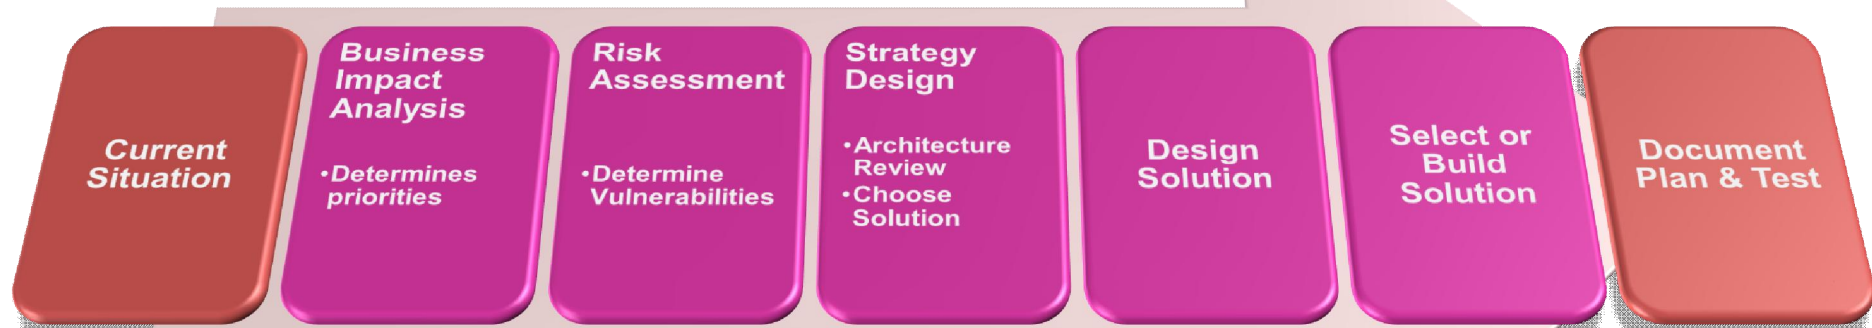 Current
Situation
Business
Impact
Analysis
•Determines
priorities
Risk
Assessment
•Determine
Vulnerabilities
Strategy
Design
•Architecture
Review
•Choose
Solution
Design
Solution
Select or
Build
Solution
Document
Plan & Test